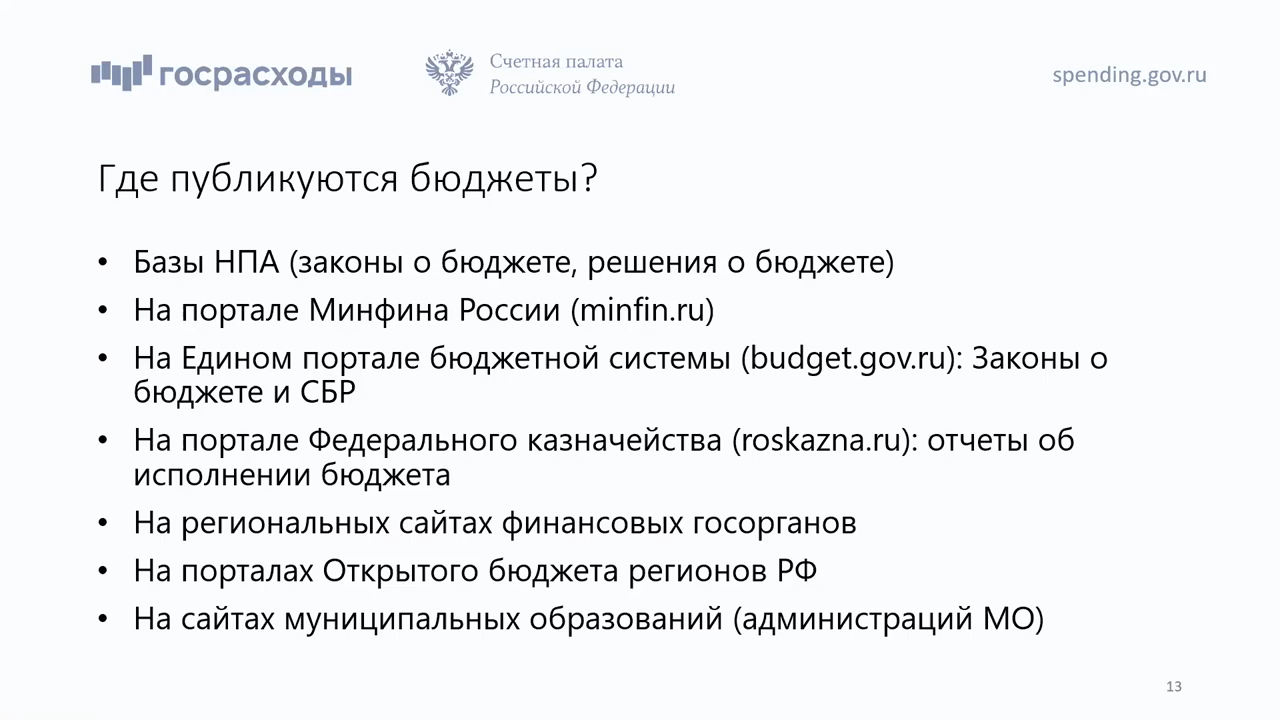 госрасходы
Счетная палата
Российской Федерации
spending.gov.ru
Где публикуются бюджеты?
• Базы НПА (законы о бюджете, решения о бюджете)
• На портале Минфина России (minfin.ru)
• На Едином портале бюджетной системы (budget.gov.ru): Законы о
бюджете и СБР
• На портале Федерального казначейства (roskazna.ru): отчеты об
исполнении бюджета
• На региональных сайтах финансовых госорганов
• На порталах Открытого бюджета регионов РФ
• На сайтах муниципальных образований (администраций МО)
13